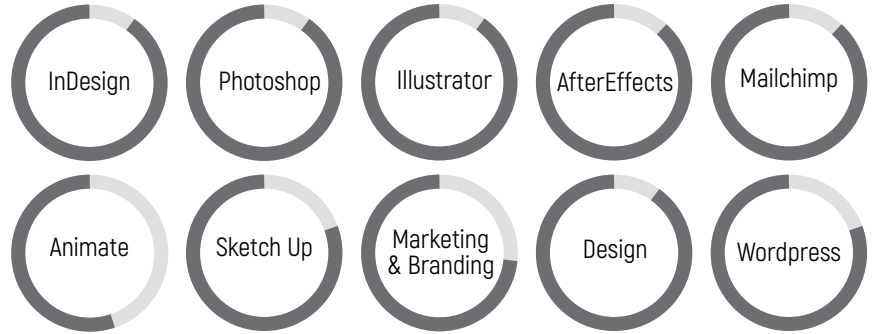 InDesign
Photoshop
Illustrator
AfterEffects
Mailchimp
Animate
Sketch Up
Marketing
& Branding
Design
Wordpress